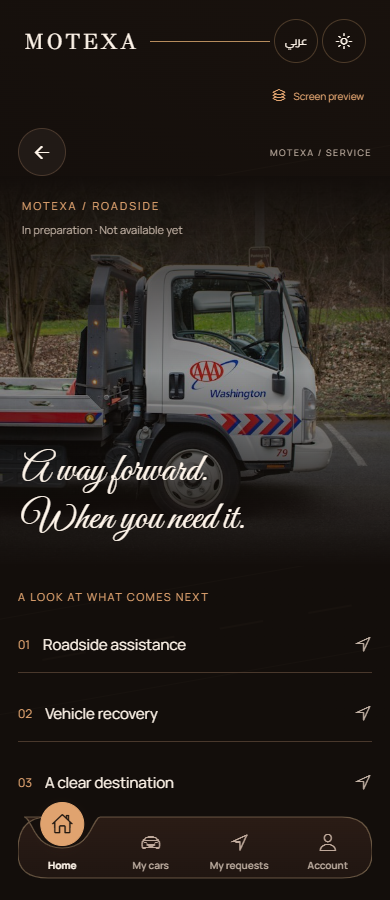 MOTEXA
عربي
Screen preview
MOTEXA / SERVICE
MOTEXA / ROADSIDE
In preparation · Not available yet
AAA
Washington
79
A way forward.
When you need it.
A LOOK AT WHAT COMES NEXT
01 Roadside assistance
02 Vehicle recovery
03 A clear destination
Home My cars My requests Account